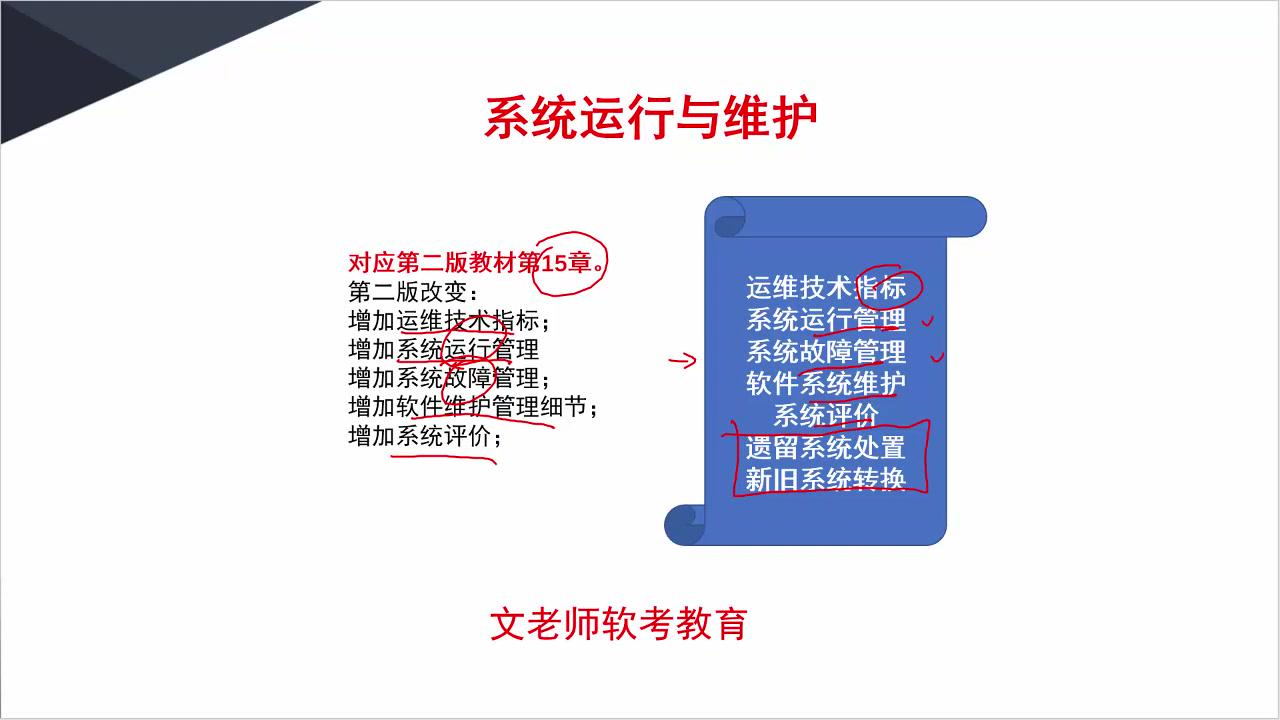 系统运行与维护
对应第二版教材第15章。
第二版改变：
增加运维技术指标；
增加系统运行管理
增加系统故障管理；
增加软件维护管理细节；
增加系统评价；
运维技术指标
系统运行管理
系统故障管理
软件系统维护
系统评价
遗留系统处置
新旧系统转换
文老师软考教育